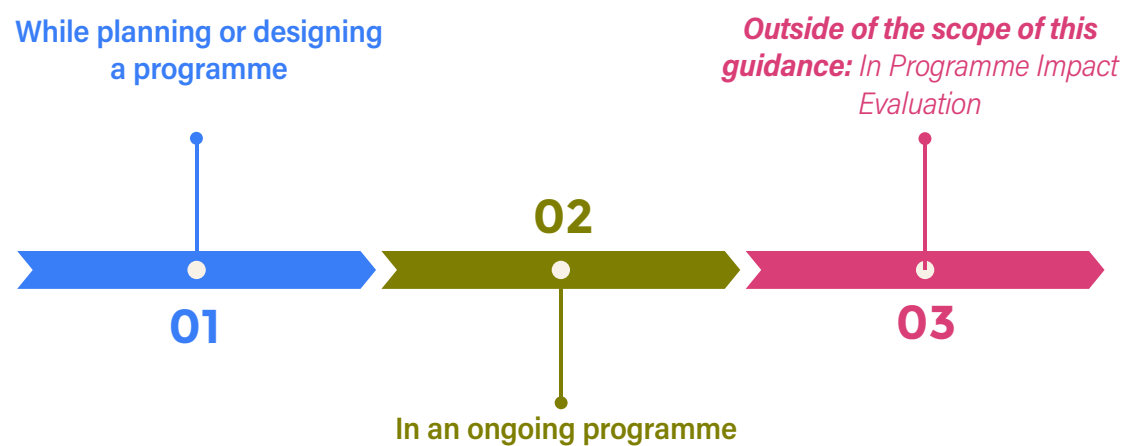 While planning or designing
a programme
01
02
In an ongoing programme
Outside of the scope of this
guidance: In Programme Impact
Evaluation
03